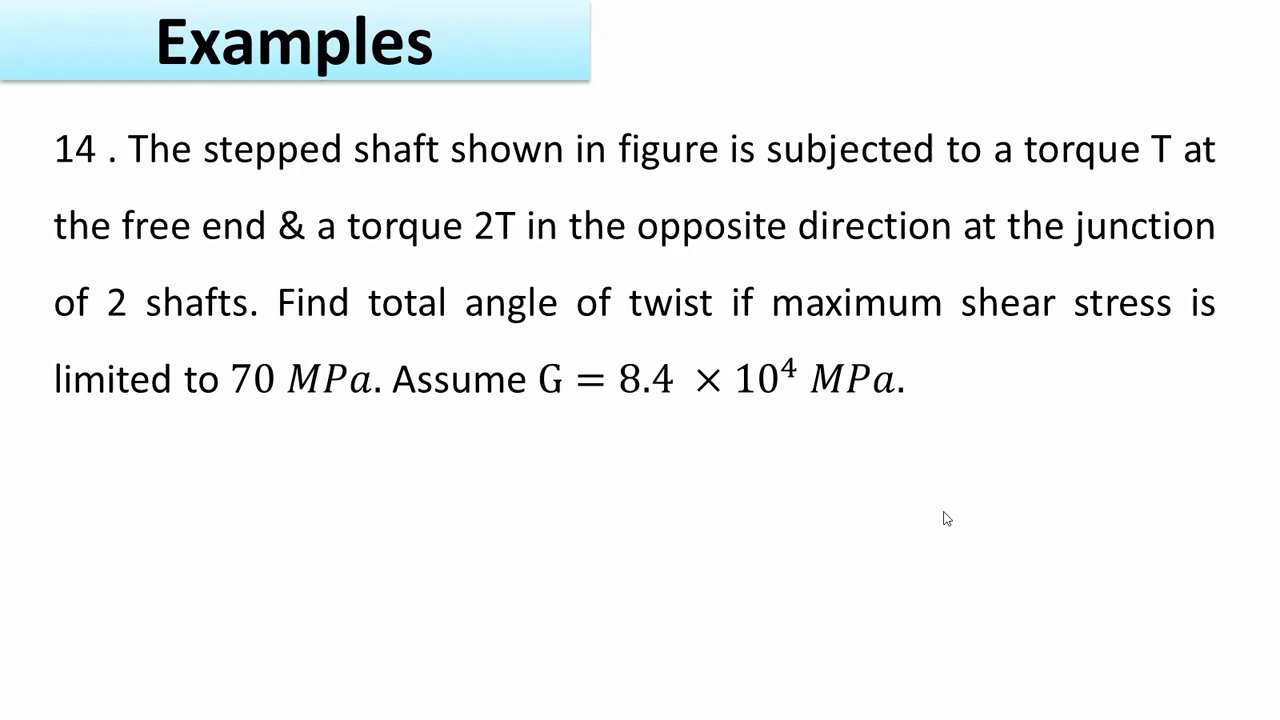 Examples
14 . The stepped shaft shown in figure is subjected to a torque T at
the free end & a torque 2T in the opposite direction at the junction
of 2 shafts. Find total angle of twist if maximum shear stress is
limited to 70 MPa. Assume G = 8.4 × 10⁴ MPa.